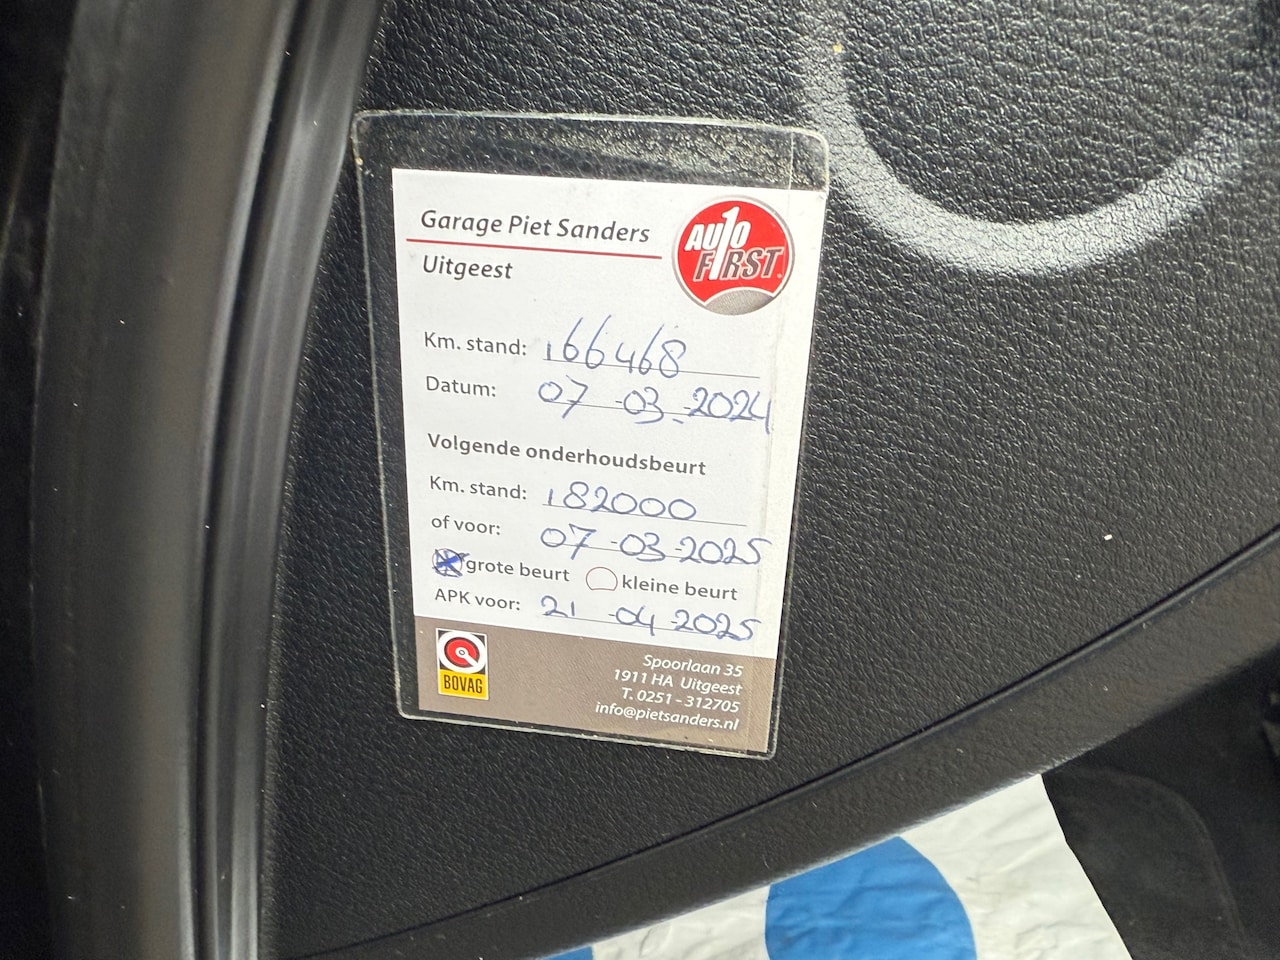 Garage Piet Sanders
Uitgeest
AUTO
F1RST
Km. stand: 166468
Datum: 07-03-2024
Volgende onderhoudsbeurt
Km. stand: 182000
of voor: 07-03-2025
grote beurt kleine beurt
APK voor: 21-04-2025
BOVAG
Spoorlaan 35
1911 HA Uitgeest
T. 0251 - 312705
info@pietsanders.nl